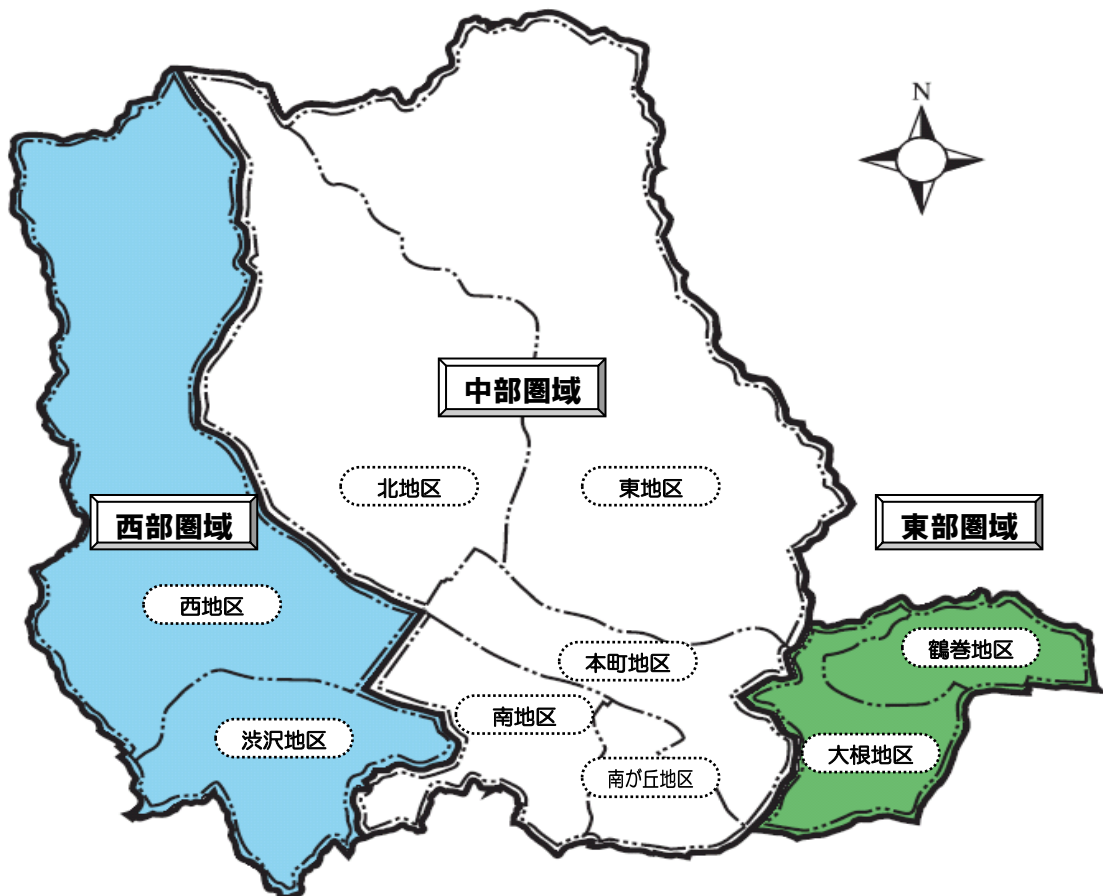 N
中部圏域
北地区
東地区
西部圏域
東部圏域
西地区
鶴巻地区
本町地区
南地区
渋沢地区
大根地区
南が丘地区